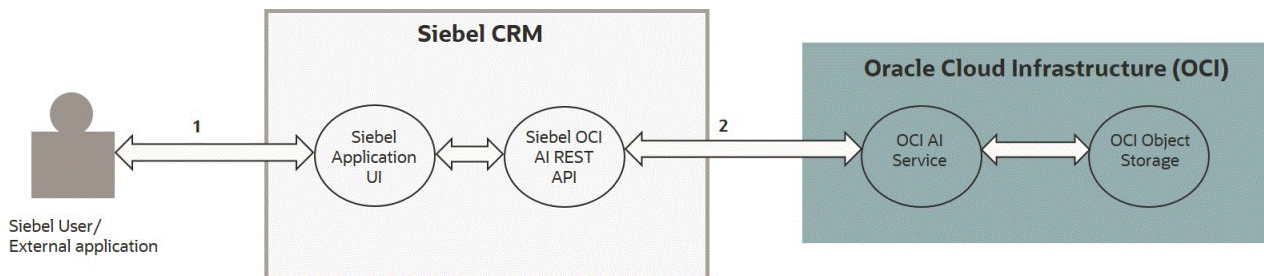 Siebel CRM
Oracle Cloud Infrastructure (OCI)
1
2
Siebel
Application
UI
Siebel OCI
AI REST
API
OCI AI
Service
OCI Object
Storage
Siebel User/
External application